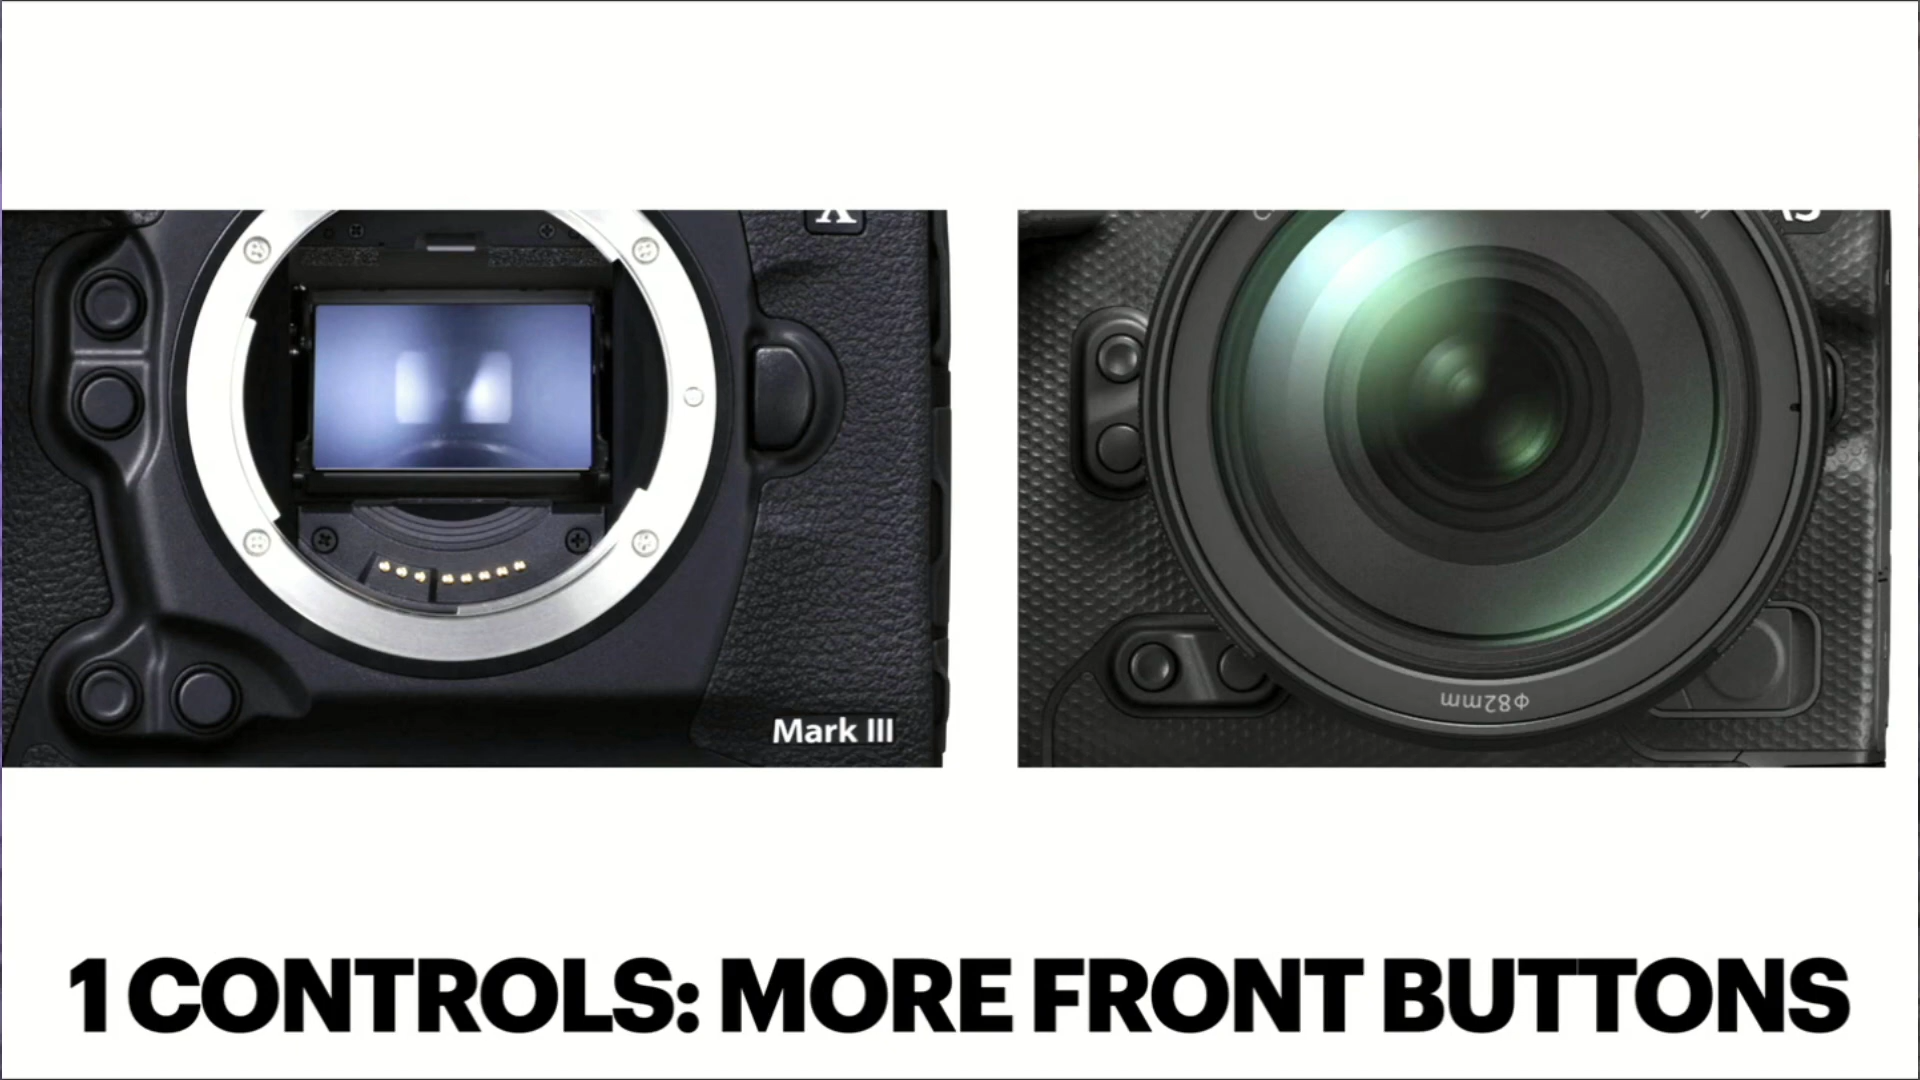 X
Mark III
φ82mm
1 CONTROLS: MORE FRONT BUTTONS